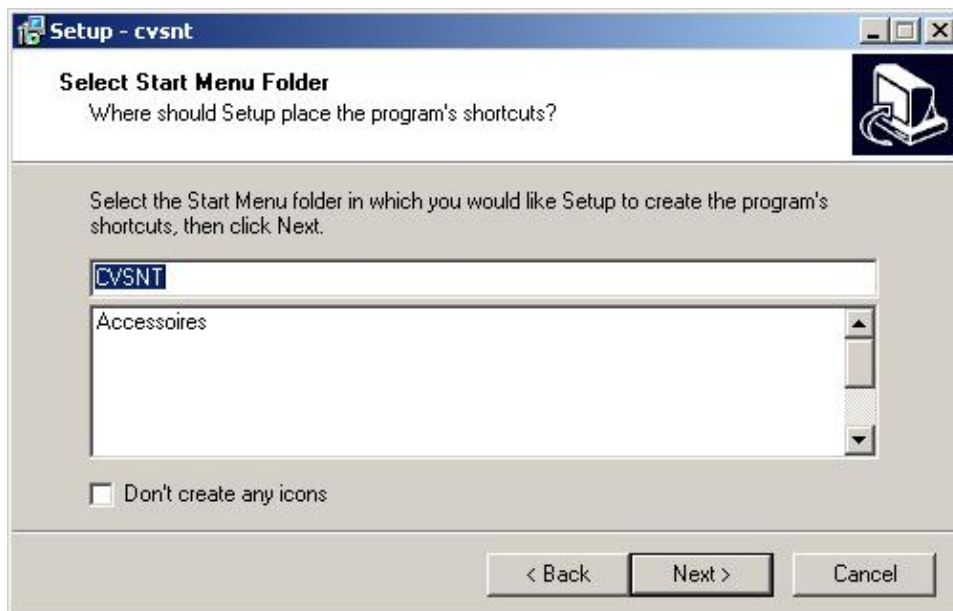 Setup - cvsnt
Select Start Menu Folder
Where should Setup place the program's shortcuts?
Select the Start Menu folder in which you would like Setup to create the program's
shortcuts, then click Next.
CVSNT
Accessoires
Don't create any icons
< Back Next > Cancel